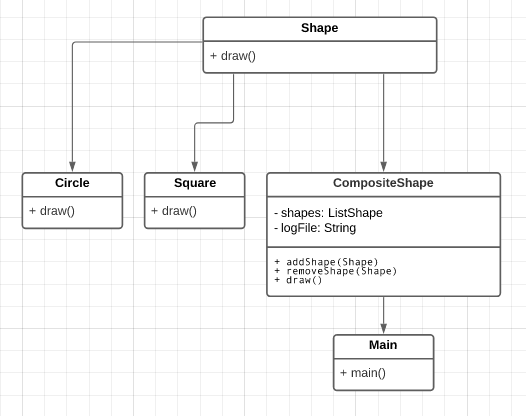 Shape
+ draw()
Circle
+ draw()
Square
+ draw()
CompositeShape
- shapes: ListShape
- logFile: String
+ addShape(Shape)
+ removeShape(Shape)
+ draw()
Main
+ main()